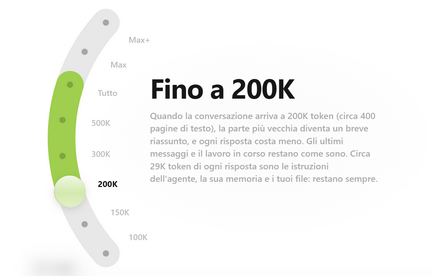 Max+
Max
Tutto
500K
300K
200K
150K
100K
Fino a 200K
Quando la conversazione arriva a 200K token (circa 400
pagine di testo), la parte più vecchia diventa un breve
riassunto, e ogni risposta costa meno. Gli ultimi
messaggi e il lavoro in corso restano come sono. Circa
29K token di ogni risposta sono le istruzioni
dell'agente, la sua memoria e i tuoi file: restano sempre.